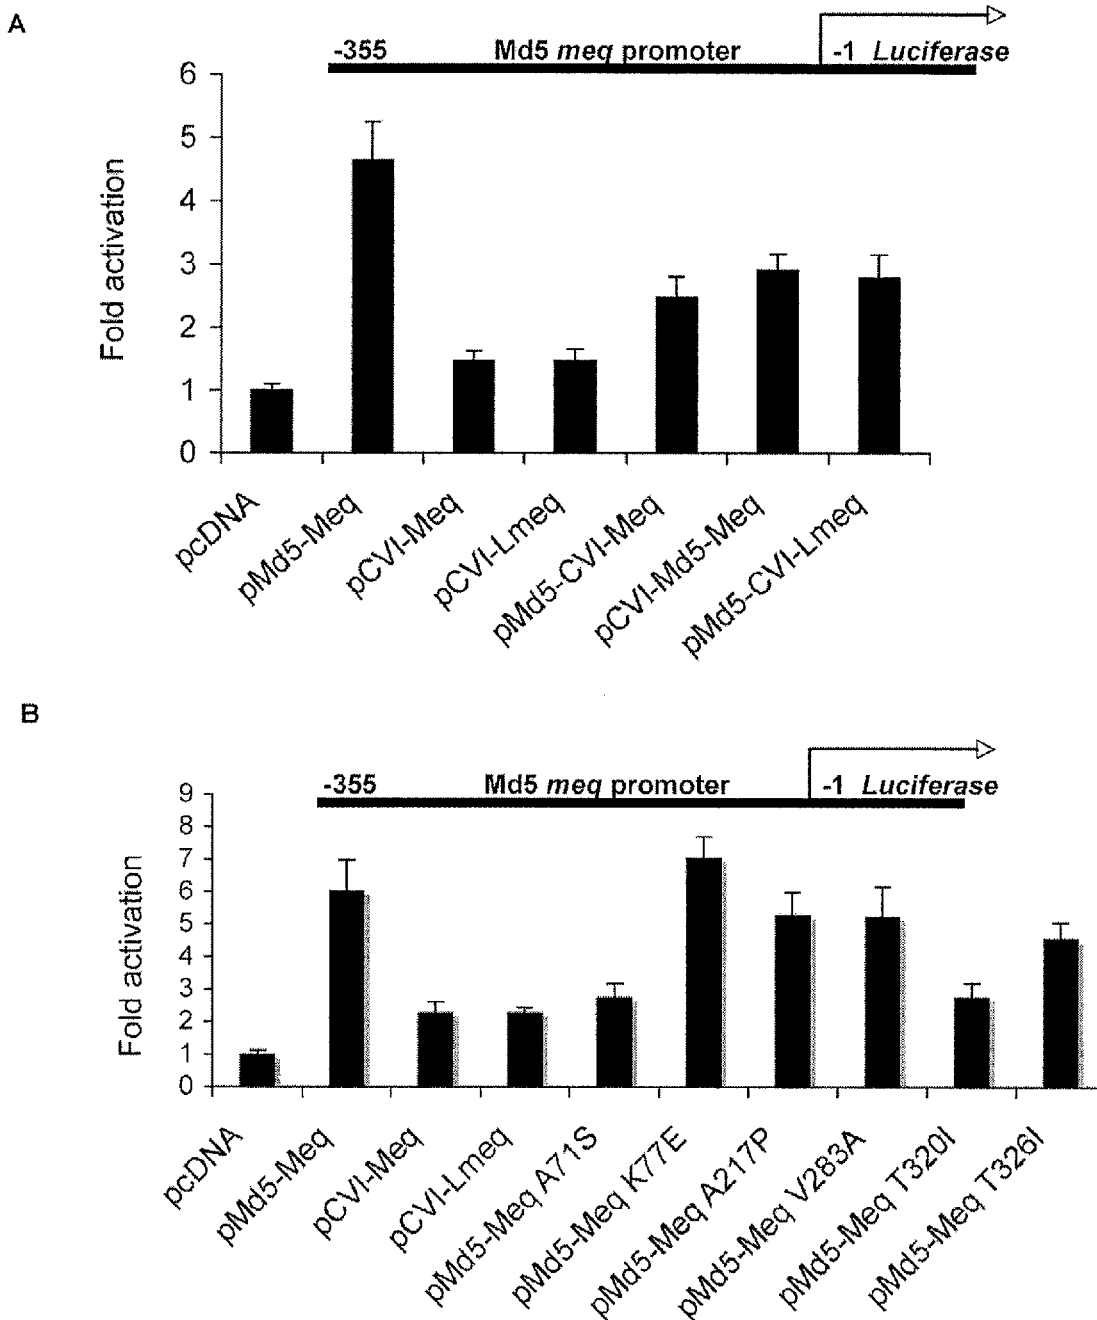 A
-355 Md5 meq promoter -1 Luciferase
6
5
4
3
2
1
0
Fold activation
pcDNA
pMd5-Meq
pCVI-Meq
pCVI-Lmeq
pMd5-CVI-Meq
pCVI-Md5-Meq
pMd5-CVI-Lmeq
B
-355 Md5 meq promoter -1 Luciferase
9
8
7
6
5
4
3
2
1
0
Fold activation
pcDNA
pMd5-Meq
pCVI-Meq
pCVI-Lmeq
pMd5-Meq A71S
pMd5-Meq K77E
pMd5-Meq A217P
pMd5-Meq V283A
pMd5-Meq T320I
pMd5-Meq T326I